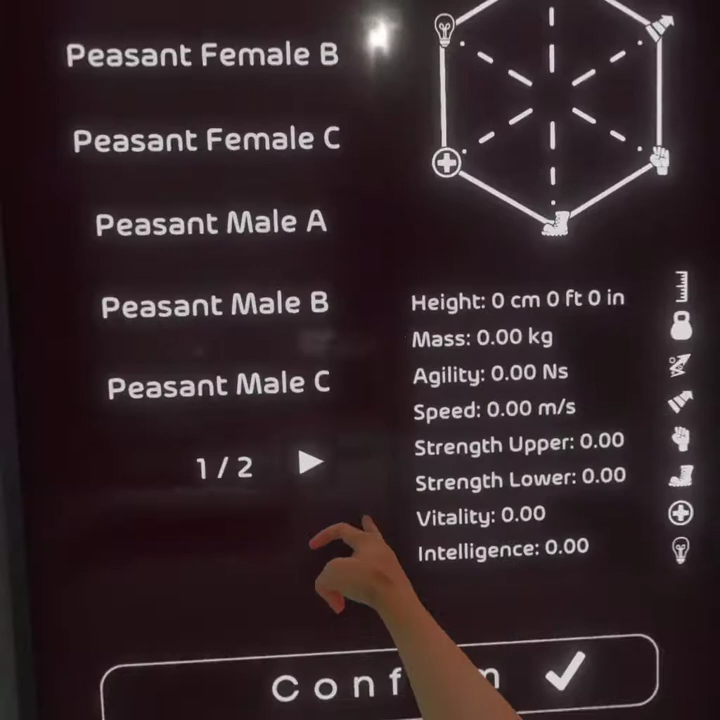 Peasant Female B
Peasant Female C
Peasant Male A
Peasant Male B
Peasant Male C
1 / 2
Height: 0 cm 0 ft 0 in
Mass: 0.00 kg
Agility: 0.00 Ns
Speed: 0.00 m/s
Strength Upper: 0.00
Strength Lower: 0.00
Vitality: 0.00
Intelligence: 0.00